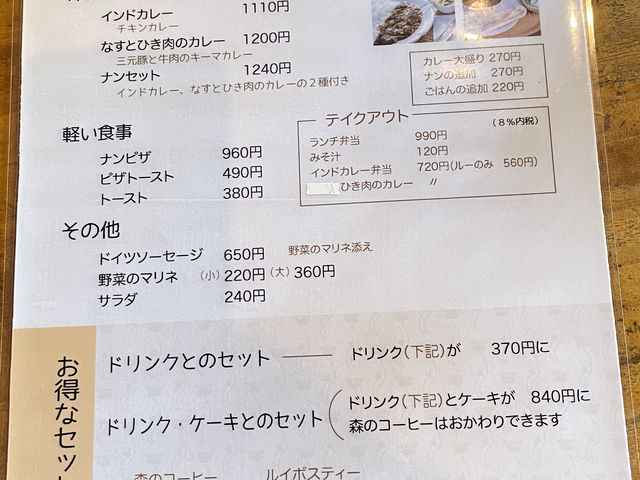 インドカレー 1110円
チキンカレー
なすとひき肉のカレー 1200円
三元豚と牛肉のキーマカレー
ナンセット 1240円
インドカレー、なすとひき肉のカレーの2種付き
カレー大盛り 270円
ナンの追加 270円
ごはんの追加 220円
軽い食事
ナンピザ 960円
ピザトースト 490円
トースト 380円
テイクアウト
(8%内税)
ランチ弁当 990円
みそ汁 120円
インドカレー弁当 720円(ルーのみ 560円)
ひき肉のカレー 〃
その他
ドイツソーセージ 650円 野菜のマリネ添え
野菜のマリネ (小)220円(大)360円
サラダ 240円
お得なセット
ドリンクとのセット ドリンク(下記)が 370円に
ドリンク・ケーキとのセット ドリンク(下記)とケーキが 840円に
森のコーヒーはおかわりできます
森のコーヒー ルイボスティー